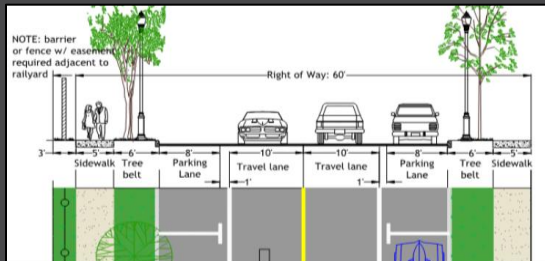 NOTE: barrier
or fence w/ easement
required adjacent to
railyard
Right of Way: 60'
3' 5' 6' 8' 10' 10' 8' 6' 5'
Sidewalk Tree belt Parking Lane Travel lane Travel lane Parking Lane Tree belt Sidewalk
1' 1'